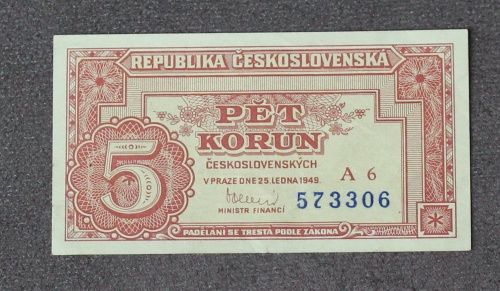 REPUBLIKA ČESKOSLOVENSKÁ
PĚT
KORUN
ČESKOSLOVENSKÝCH
V PRAZE DNE 25. LEDNA 1949.
A 6
573306
MINISTR FINANCÍ
5
PADĚLÁNÍ SE TRESTÁ PODLE ZÁKONA